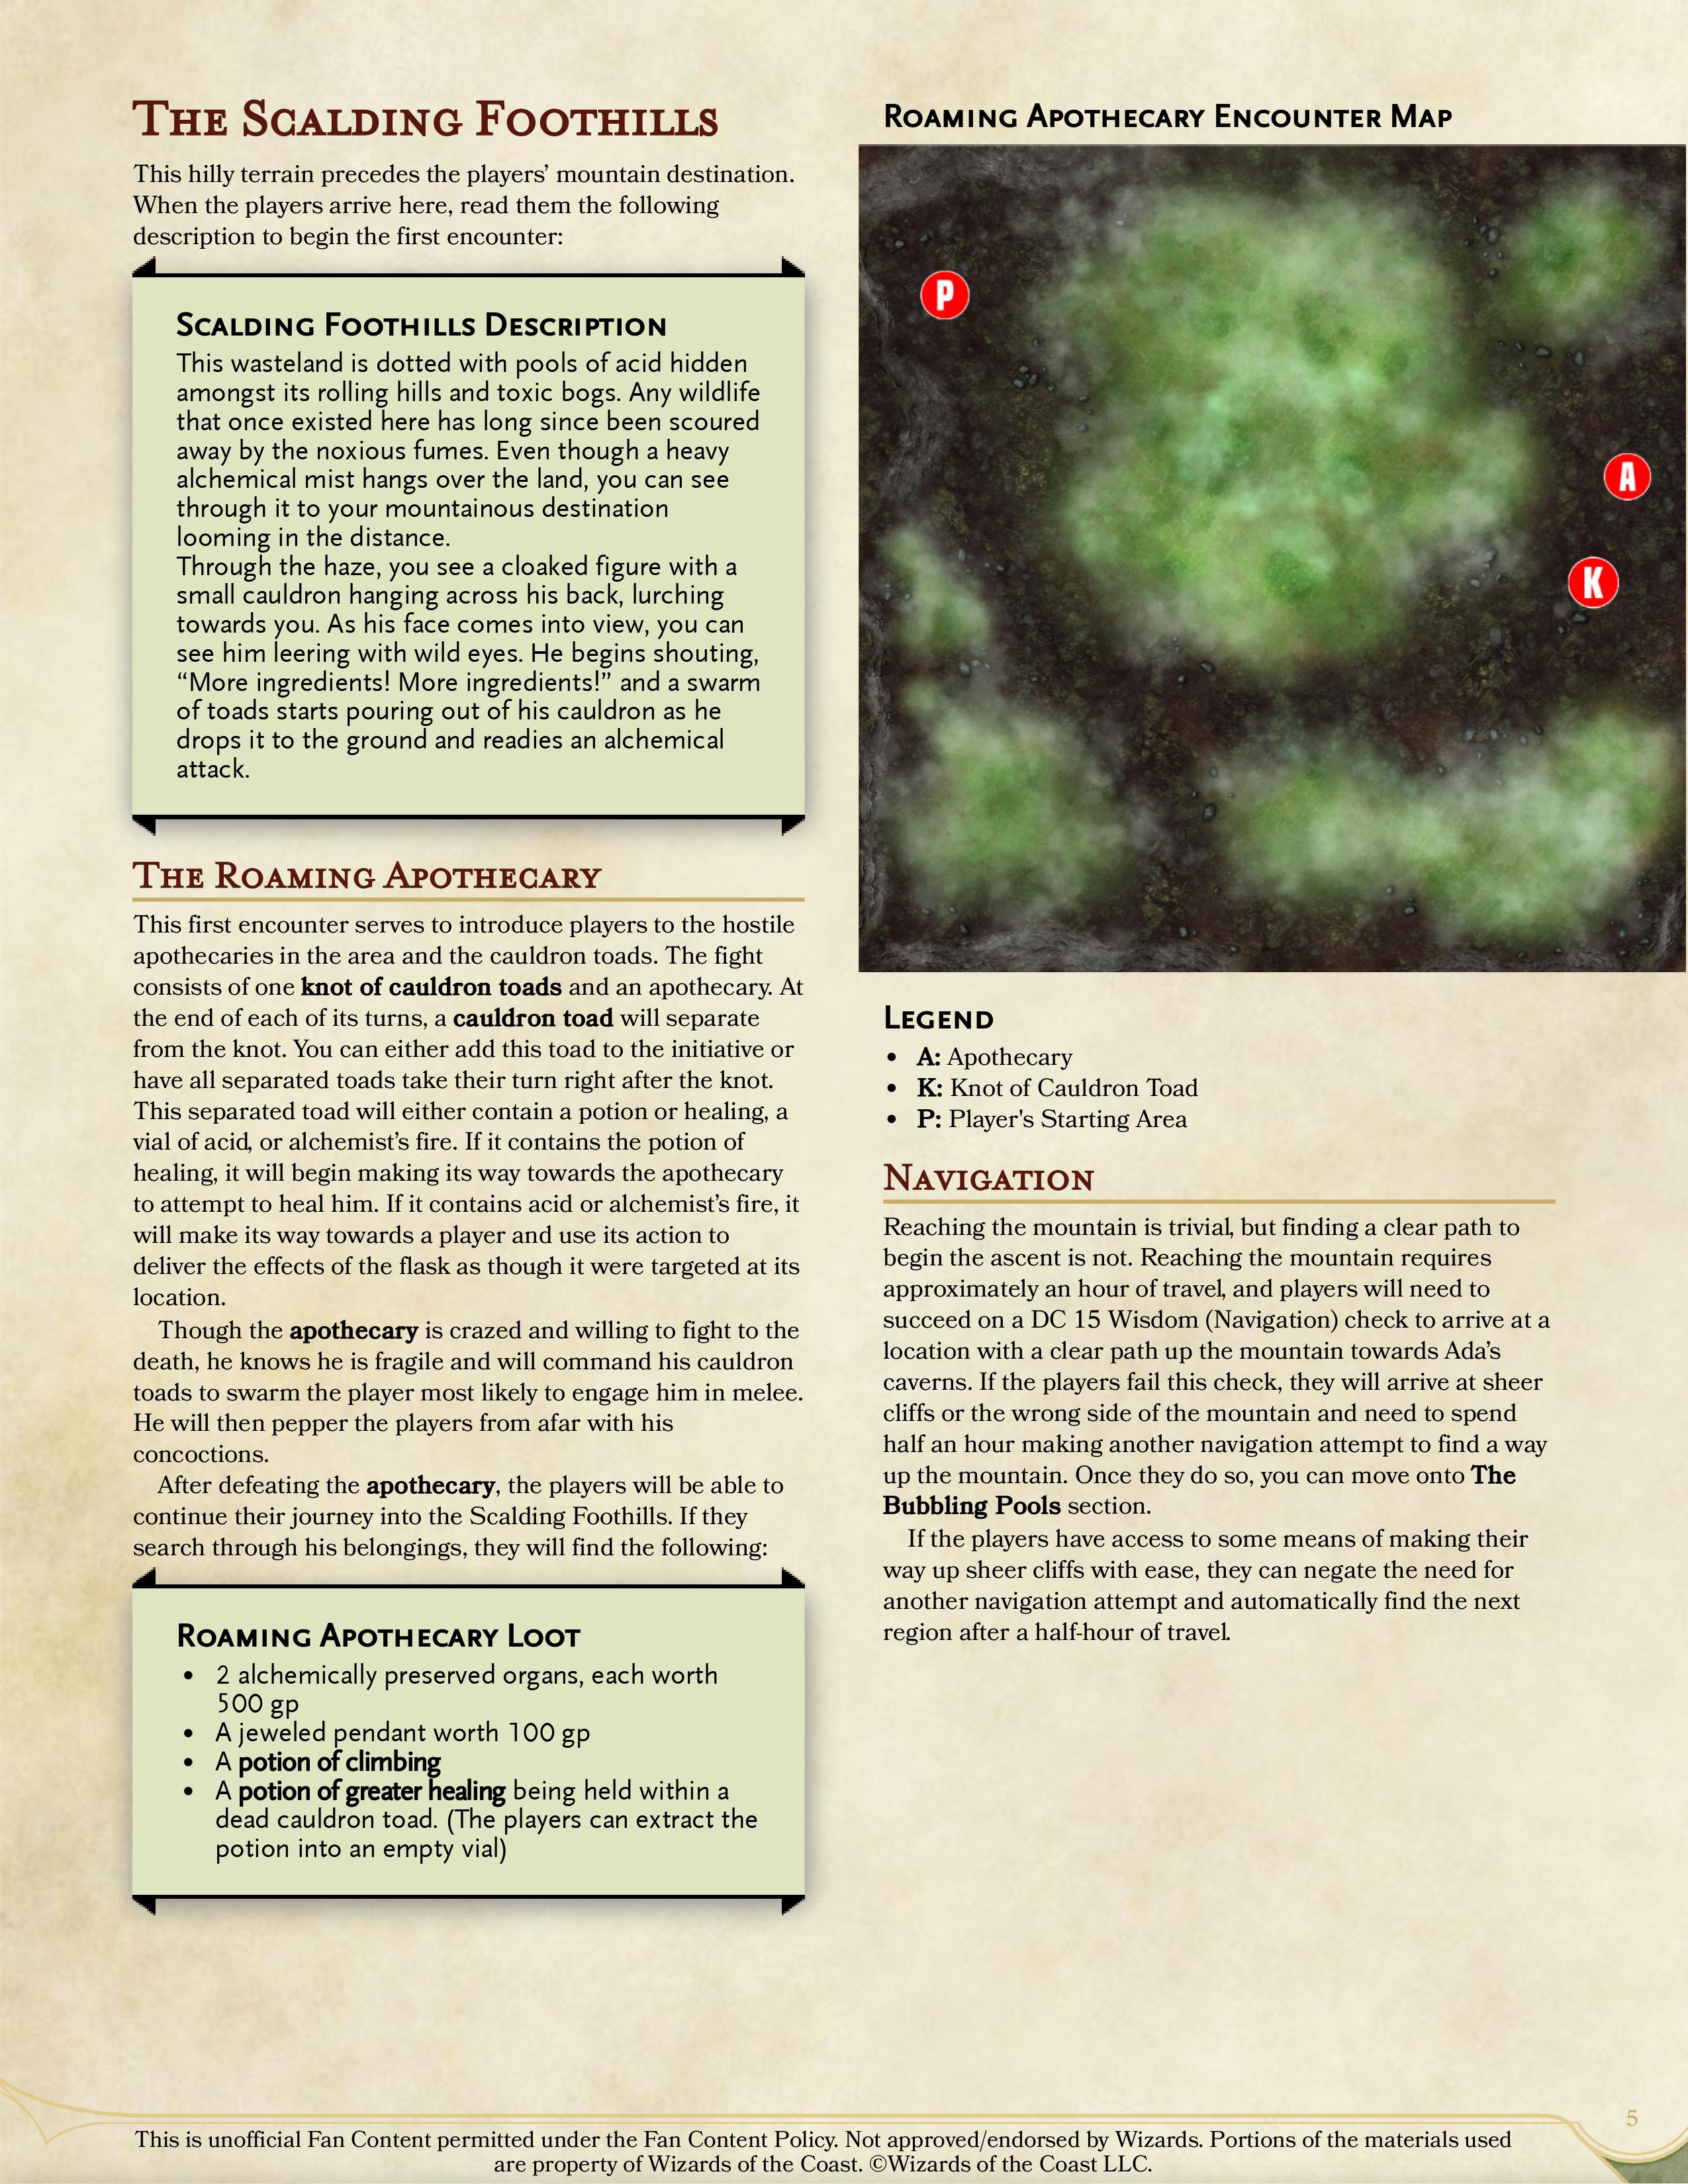 The Scalding Foothills
This hilly terrain precedes the players’ mountain destination.
When the players arrive here, read them the following
description to begin the first encounter:
Scalding Foothills Description
This wasteland is dotted with pools of acid hidden
amongst its rolling hills and toxic bogs. Any wildlife
that once existed here has long since been scoured
away by the noxious fumes. Even though a heavy
alchemical mist hangs over the land, you can see
through it to your mountainous destination
looming in the distance.
Through the haze, you see a cloaked figure with a
small cauldron hanging across his back, lurching
towards you. As his face comes into view, you can
see him leering with wild eyes. He begins shouting,
“More ingredients! More ingredients!” and a swarm
of toads starts pouring out of his cauldron as he
drops it to the ground and readies an alchemical
attack.
The Roaming Apothecary
This first encounter serves to introduce players to the hostile
apothecaries in the area and the cauldron toads. The fight
consists of one knot of cauldron toads and an apothecary. At
the end of each of its turns, a cauldron toad will separate
from the knot. You can either add this toad to the initiative or
have all separated toads take their turn right after the knot.
This separated toad will either contain a potion or healing, a
vial of acid, or alchemist’s fire. If it contains the potion of
healing, it will begin making its way towards the apothecary
to attempt to heal him. If it contains acid or alchemist’s fire, it
will make its way towards a player and use its action to
deliver the effects of the flask as though it were targeted at its
location.
Though the apothecary is crazed and willing to fight to the
death, he knows he is fragile and will command his cauldron
toads to swarm the player most likely to engage him in melee.
He will then pepper the players from afar with his
concoctions.
After defeating the apothecary, the players will be able to
continue their journey into the Scalding Foothills. If they
search through his belongings, they will find the following:
Roaming Apothecary Loot
• 2 alchemically preserved organs, each worth
500 gp
• A jeweled pendant worth 100 gp
• A potion of climbing
• A potion of greater healing being held within a
dead cauldron toad. (The players can extract the
potion into an empty vial)
Roaming Apothecary Encounter Map
P
A
K
Legend
• A: Apothecary
• K: Knot of Cauldron Toad
• P: Player's Starting Area
Navigation
Reaching the mountain is trivial, but finding a clear path to
begin the ascent is not. Reaching the mountain requires
approximately an hour of travel, and players will need to
succeed on a DC 15 Wisdom (Navigation) check to arrive at a
location with a clear path up the mountain towards Ada’s
caverns. If the players fail this check, they will arrive at sheer
cliffs or the wrong side of the mountain and need to spend
half an hour making another navigation attempt to find a way
up the mountain. Once they do so, you can move onto The
Bubbling Pools section.
If the players have access to some means of making their
way up sheer cliffs with ease, they can negate the need for
another navigation attempt and automatically find the next
region after a half-hour of travel.
5
This is unofficial Fan Content permitted under the Fan Content Policy. Not approved/endorsed by Wizards. Portions of the materials used
are property of Wizards of the Coast. ©Wizards of the Coast LLC.